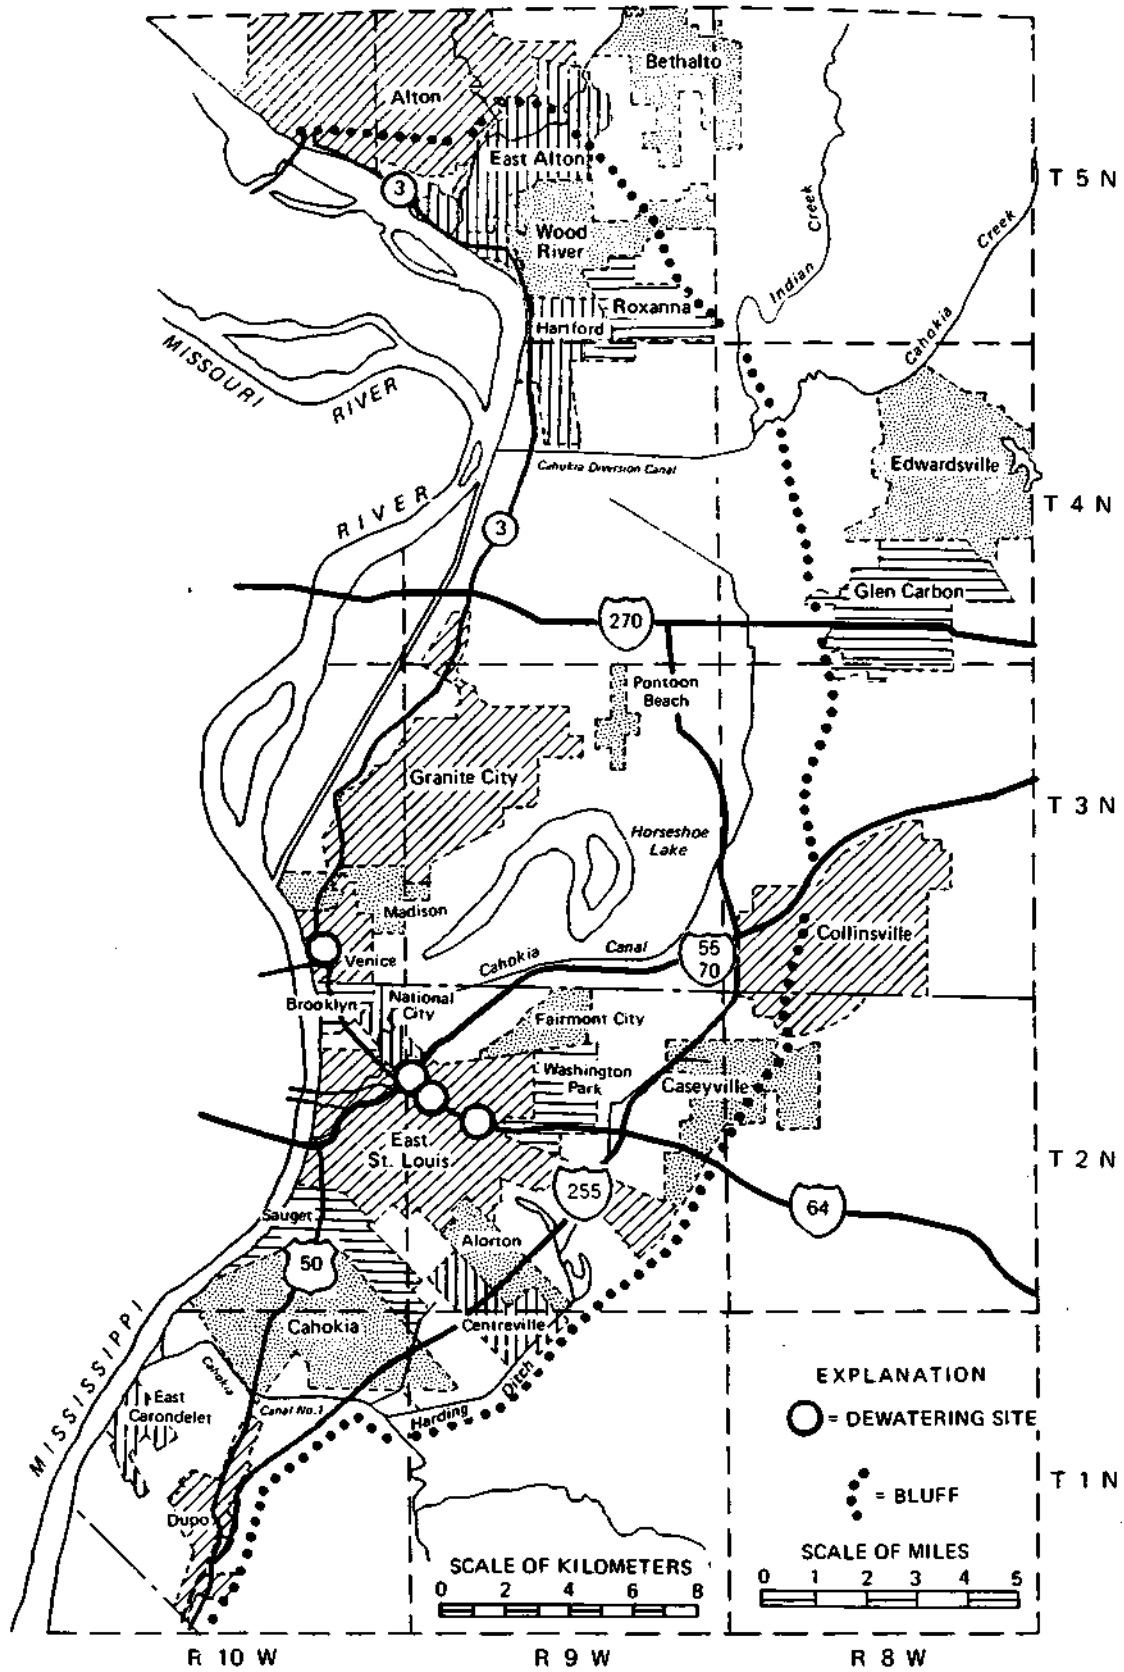 Bethalto
Alton
East Alton
T 5 N
3
Wood
River
Indian
Creek
Cahokia
Creek
Roxanna
Hartford
MISSOURI
RIVER
Edwardsville
Cahokia Diversion Canal
RIVER
T 4 N
3
Glen Carbon
270
Pontoon
Beach
Granite City
T 3 N
Horseshoe
Lake
Madison
Collinsville
Cahokia
Canal
55
70
Venice
Brooklyn
National
City
Fairmont City
Washington
Park
Caseyville
East
St. Louis
T 2 N
255
64
Sauget
Alorton
50
MISSISSIPPI
Cahokia
Centreville
Cahokia
Canal No.1
Harding
Ditch
East
Carondelet
Dupo
EXPLANATION
= DEWATERING SITE
= BLUFF
T 1 N
SCALE OF KILOMETERS
0 2 4 6 8
SCALE OF MILES
0 1 2 3 4 5
R 10 W
R 9 W
R 8 W